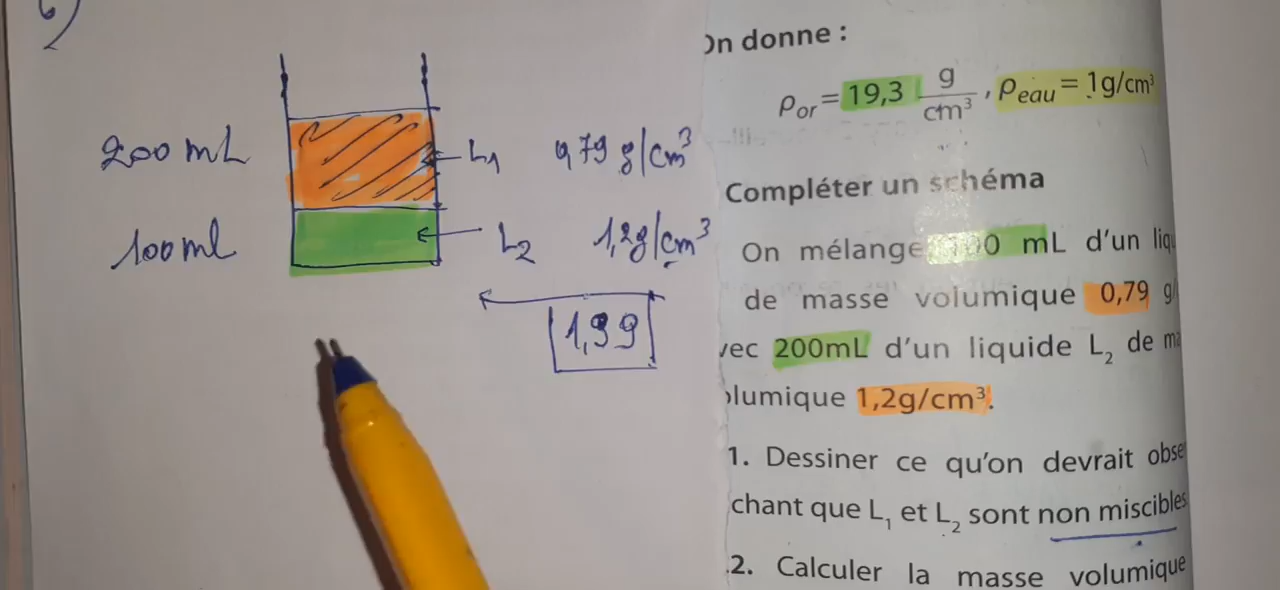 6)
200 mL
L1
0,79 g/cm³
100 ml
L2
1,2 g/cm³
1,99
On donne :
ρor = 19,3 g/cm³, ρeau = 1g/cm³
Compléter un schéma
On mélange mL d'un
de masse volumique 0,79
200mL d'un liquide L2 de
1,2g/cm³.
1. Dessiner ce qu'on devrait
chant que L1 et L2 sont non miscibles
2. Calculer la masse volumique